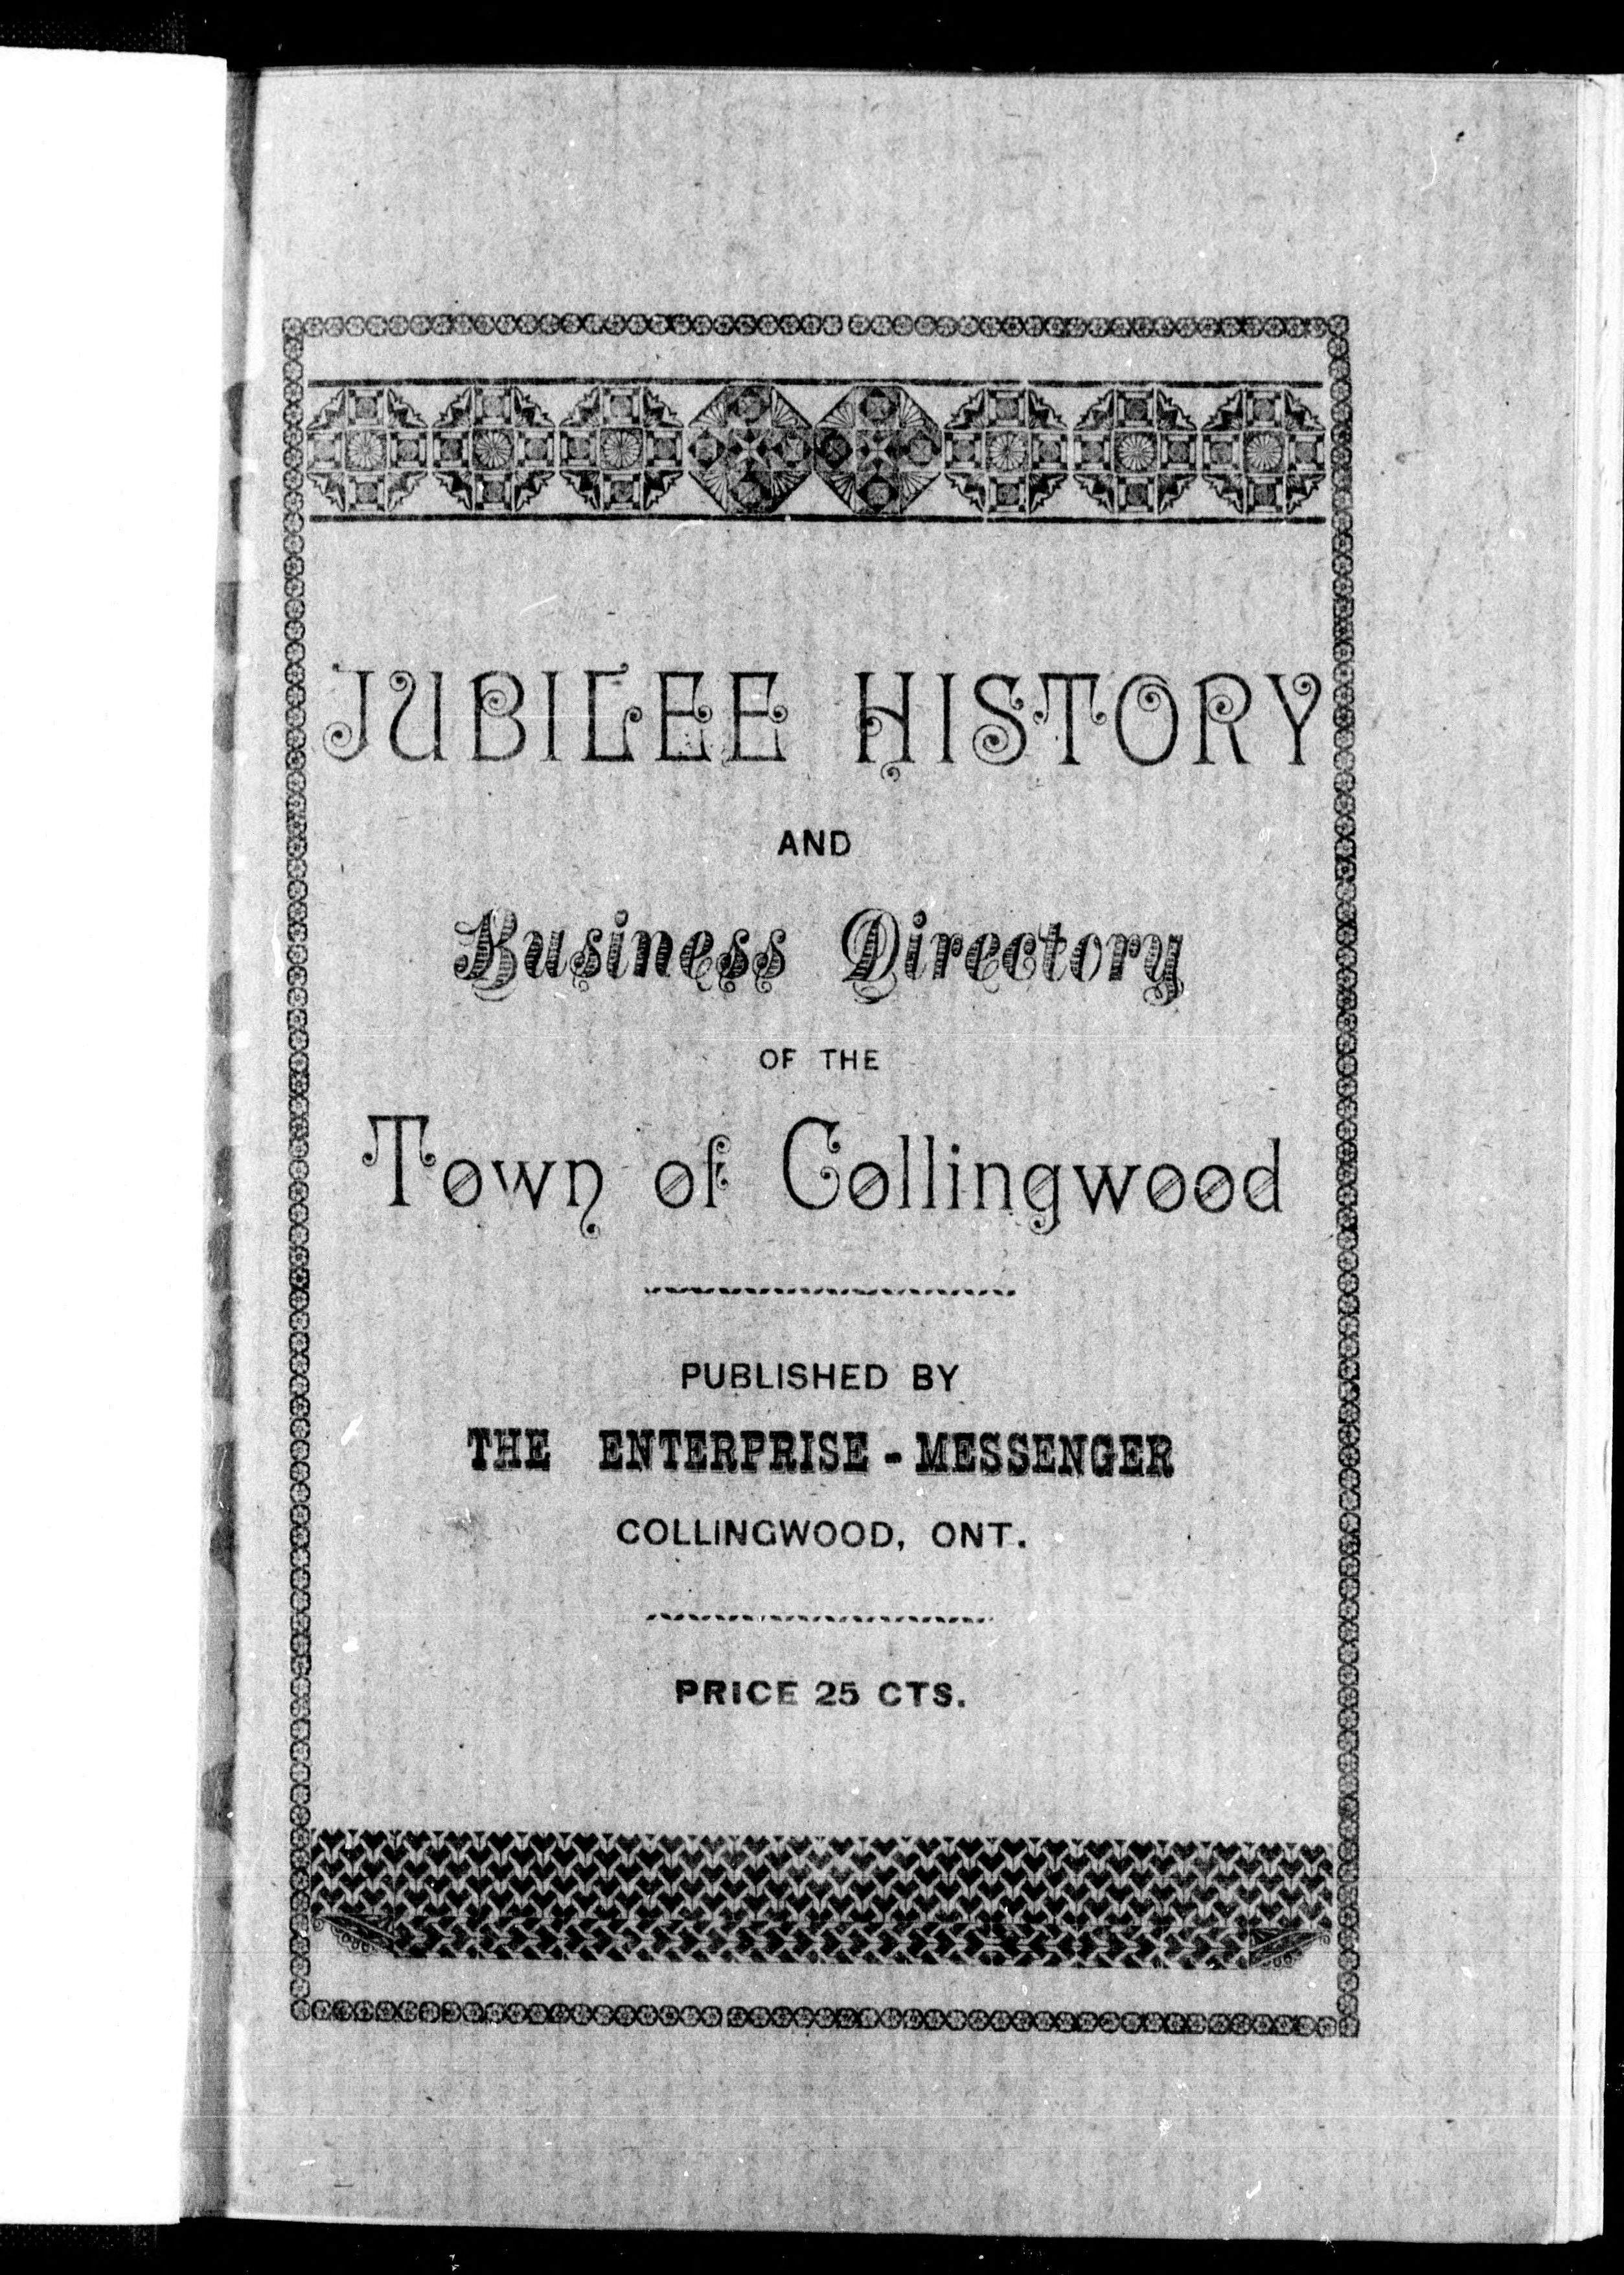 JUBILEE HISTORY
AND
Business Directory
OF THE
Town of Collingwood
PUBLISHED BY
THE ENTERPRISE-MESSENGER
COLLINGWOOD, ONT.
PRICE 25 CTS.